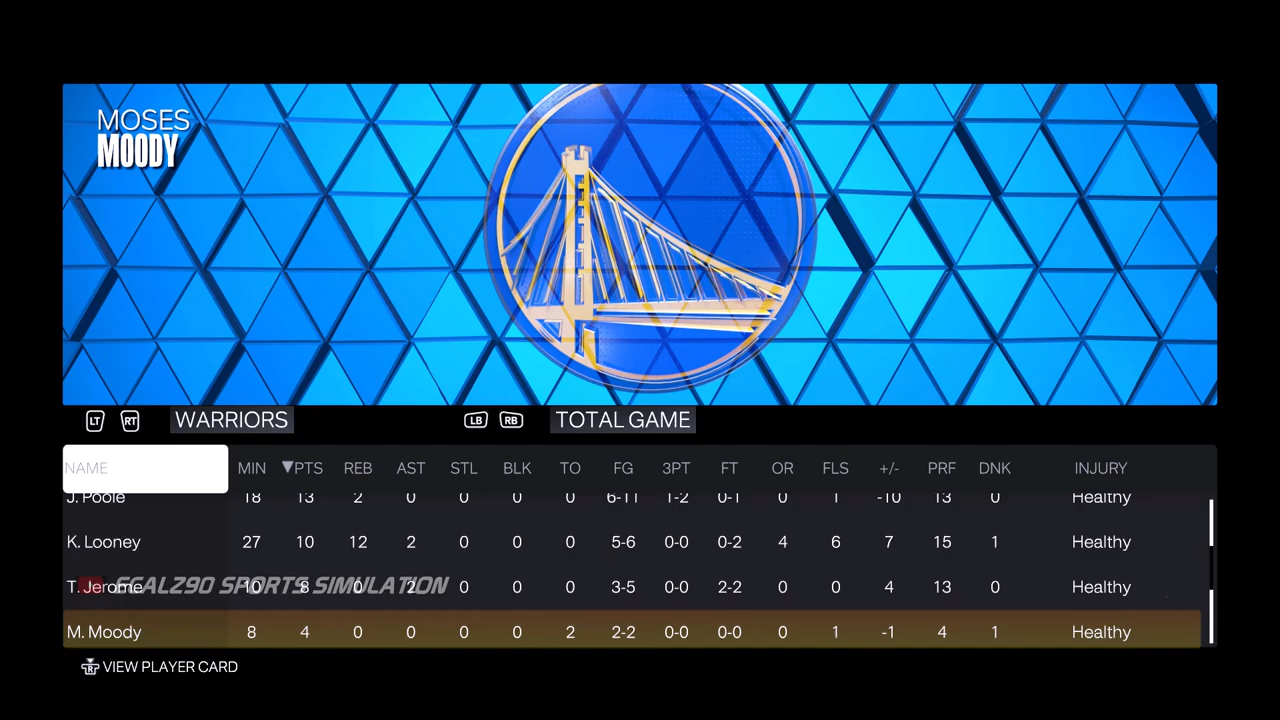 MOSES
MOODY
LT RT WARRIORS LB RB TOTAL GAME
NAME MIN ▼PTS REB AST STL BLK TO FG 3PT FT OR FLS +/- PRF DNK INJURY
J. Poole 18 13 2 0 0 0 0 6-11 1-2 0-1 0 1 -10 13 0 Healthy
K. Looney 27 10 12 2 0 0 0 5-6 0-0 0-2 4 6 7 15 1 Healthy
T. Jerome 10 8 0 2 0 0 0 3-5 0-0 2-2 0 0 4 13 0 Healthy
SCALZ90 SPORTS SIMULATION
M. Moody 8 4 0 0 0 0 2 2-2 0-0 0-0 0 1 -1 4 1 Healthy
R VIEW PLAYER CARD